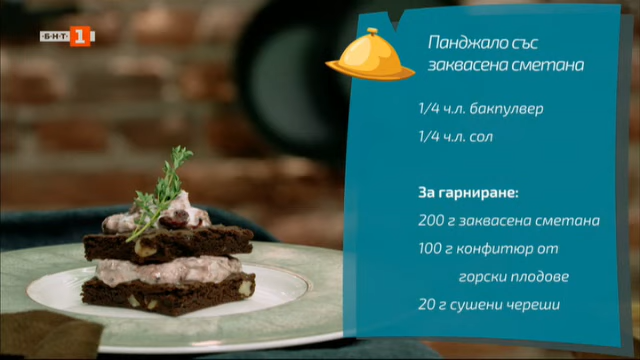 БНТ 1
Панджало със
заквасена сметана
1/4 ч.л. бакпулвер
1/4 ч.л. сол
За гарниране:
200 г заквасена сметана
100 г конфитюр от
горски плодове
20 г сушени череши